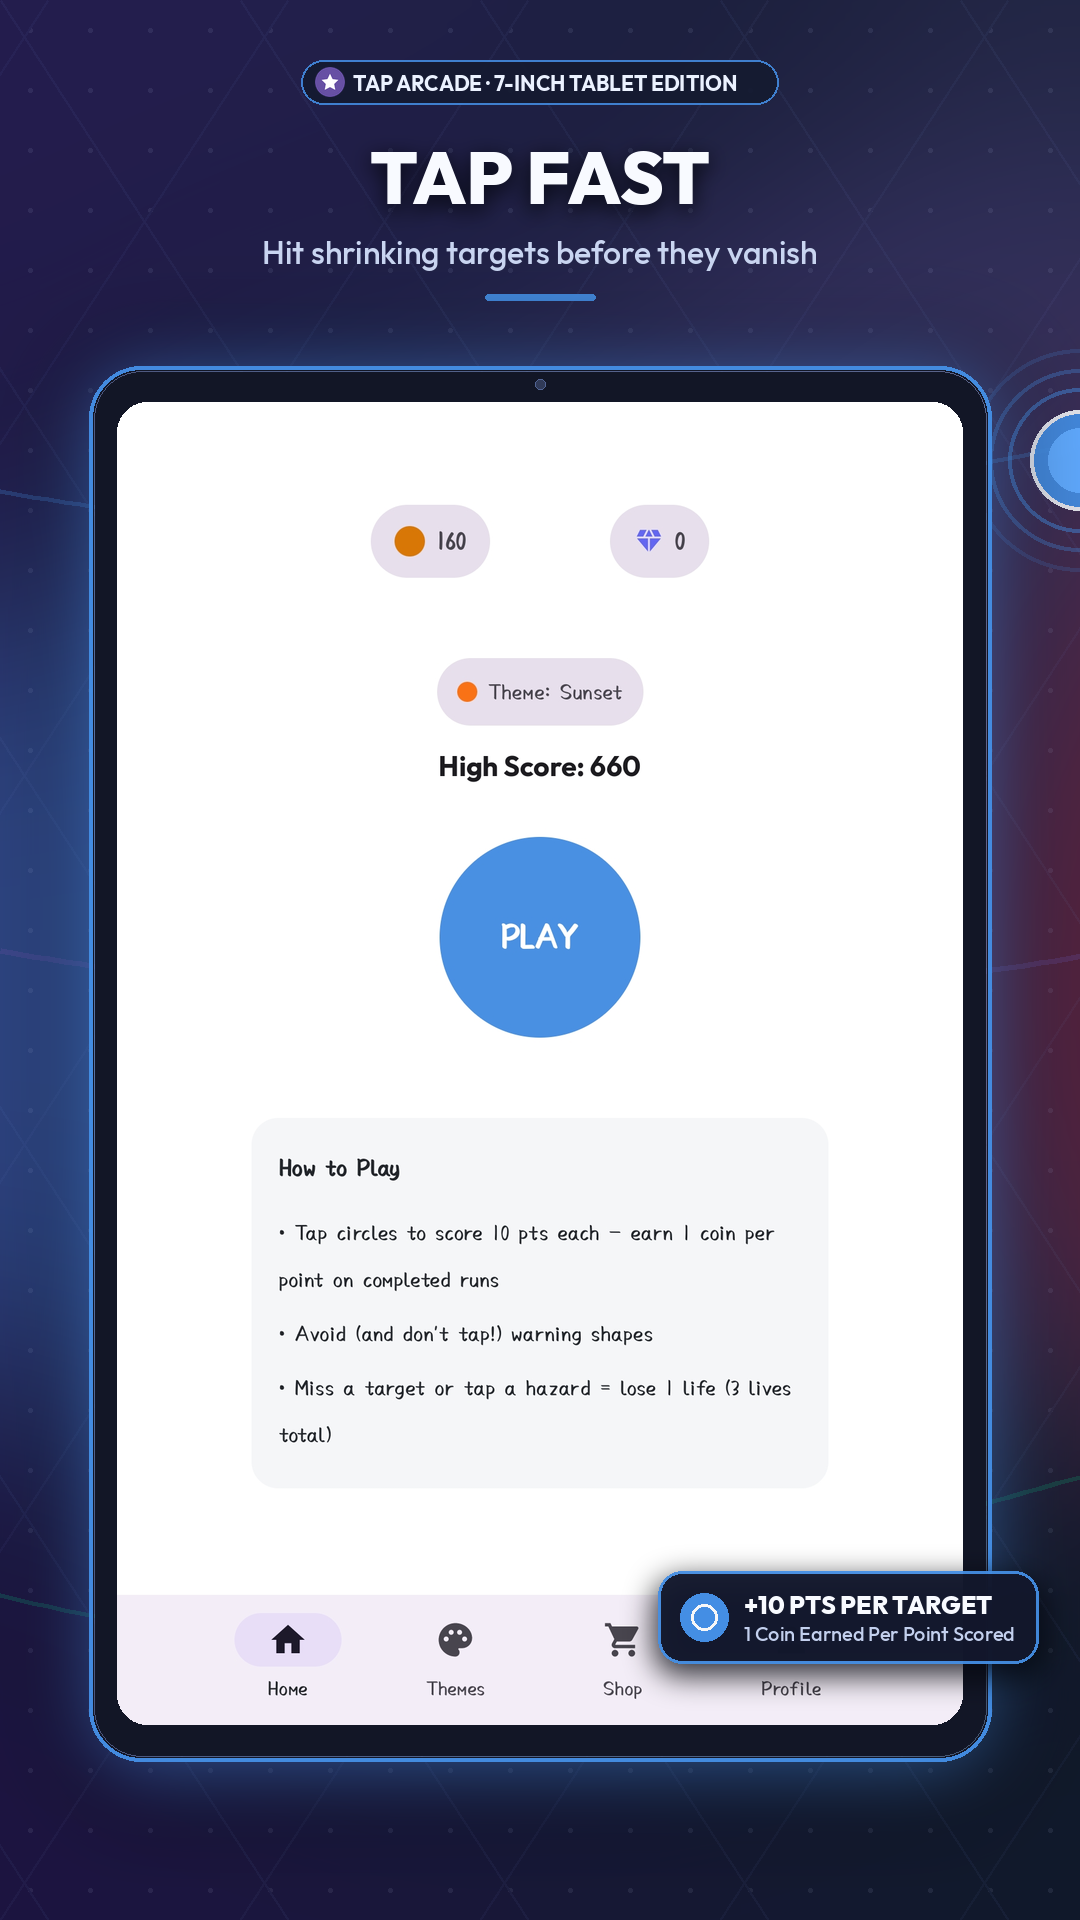 TAP ARCADE · 7-INCH TABLET EDITION
TAP FAST
Hit shrinking targets before they vanish
160
0
Theme: Sunset
High Score: 660
PLAY
How to Play
• Tap circles to score 10 pts each – earn 1 coin per
point on completed runs
• Avoid (and don't tap!) warning shapes
• Miss a target or tap a hazard = lose 1 life (3 lives
total)
+10 PTS PER TARGET
1 Coin Earned Per Point Scored
Home
Themes
Shop
Profile